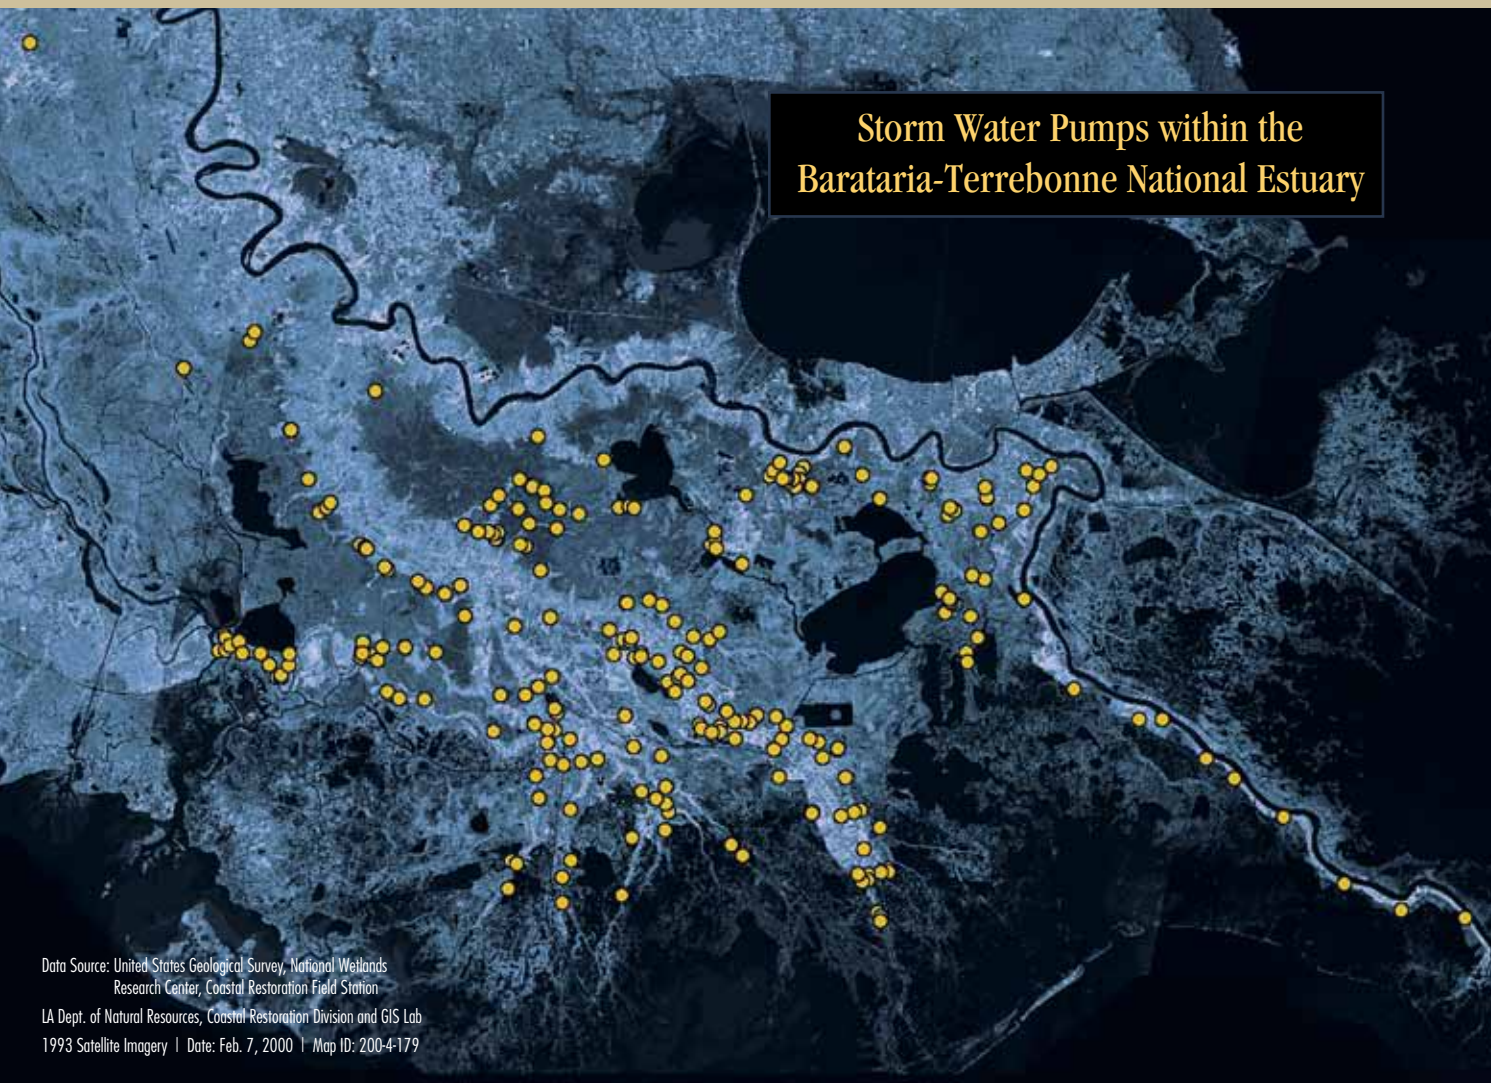 Storm Water Pumps within the
Barataria-Terrebonne National Estuary
Data Source: United States Geological Survey, National Wetlands
Research Center, Coastal Restoration Field Station
LA Dept. of Natural Resources, Coastal Restoration Division and GIS Lab
1993 Satellite Imagery | Date: Feb. 7, 2000 | Map ID: 200-4-179